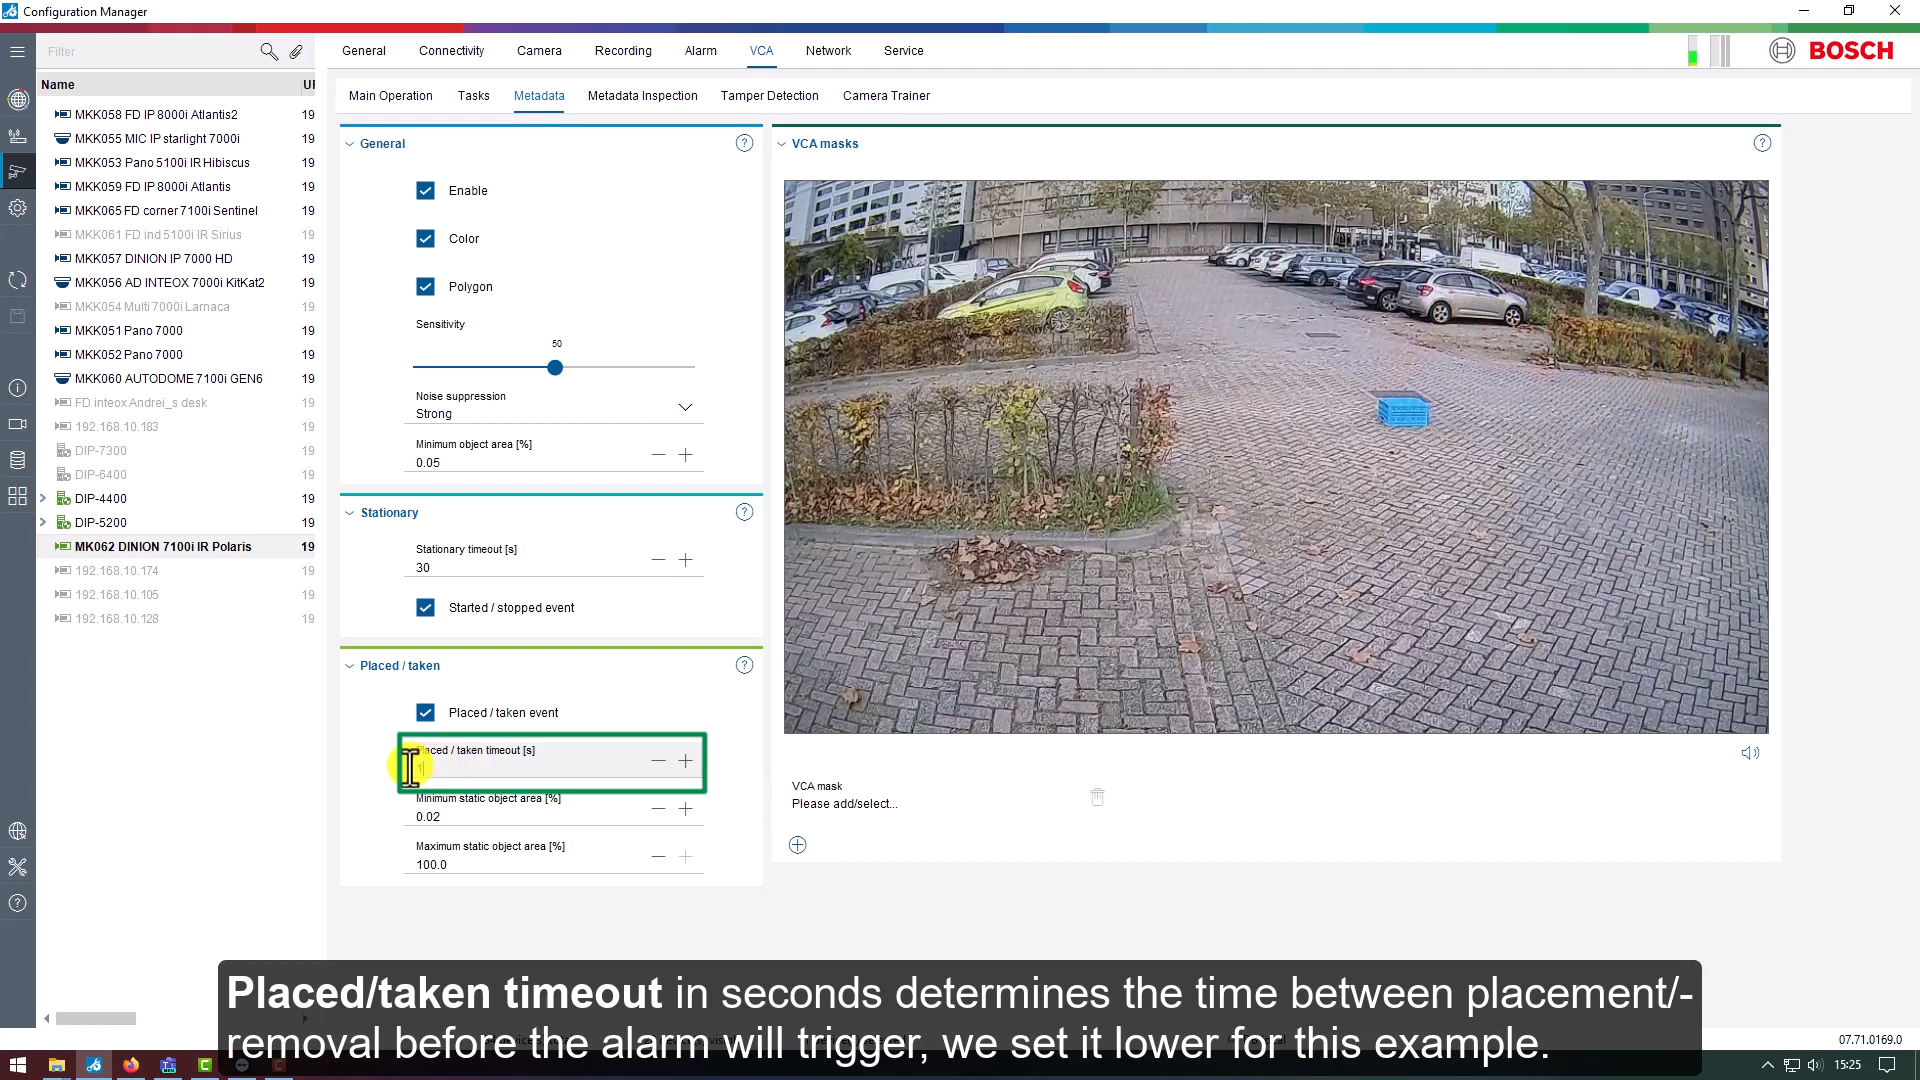 Configuration Manager
Filter
General
Connectivity
Camera
Recording
Alarm
VCA
Network
Service
BOSCH
Name
UF
MKK058 FD IP 8000i Atlantis2 19
MKK055 MIC IP starlight 7000i 19
MKK053 Pano 5100i IR Hibiscus 19
MKK059 FD IP 8000i Atlantis 19
MKK065 FD corner 7100i Sentinel 19
MKK061 FD ind 5100i IR Sirius 19
MKK057 DINION IP 7000 HD 19
MKK056 AD INTEOX 7000i KitKat2 19
MKK054 Multi 7000i Larnaca 19
MKK051 Pano 7000 19
MKK052 Pano 7000 19
MKK060 AUTODOME 7100i GEN6 19
FD inteox Andrei_s desk 19
192.168.10.183 19
DIP-7300 19
DIP-6400 19
DIP-4400 19
DIP-5200 19
MK062 DINION 7100i IR Polaris 19
192.168.10.174 19
192.168.10.105 19
192.168.10.128 19
Main Operation
Tasks
Metadata
Metadata Inspection
Tamper Detection
Camera Trainer
General
Enable
Color
Polygon
Sensitivity
50
Noise suppression
Strong
Minimum object area [%]
0.05
Stationary
Stationary timeout [s]
30
Started / stopped event
Placed / taken
Placed / taken event
Placed / taken timeout [s]
Minimum static object area [%]
0.02
Maximum static object area [%]
100.0
VCA masks
VCA mask
Please add/select...
Placed/taken timeout in seconds determines the time between placement/-
removal before the alarm will trigger, we set it lower for this example.
07.71.0169.0
15:25